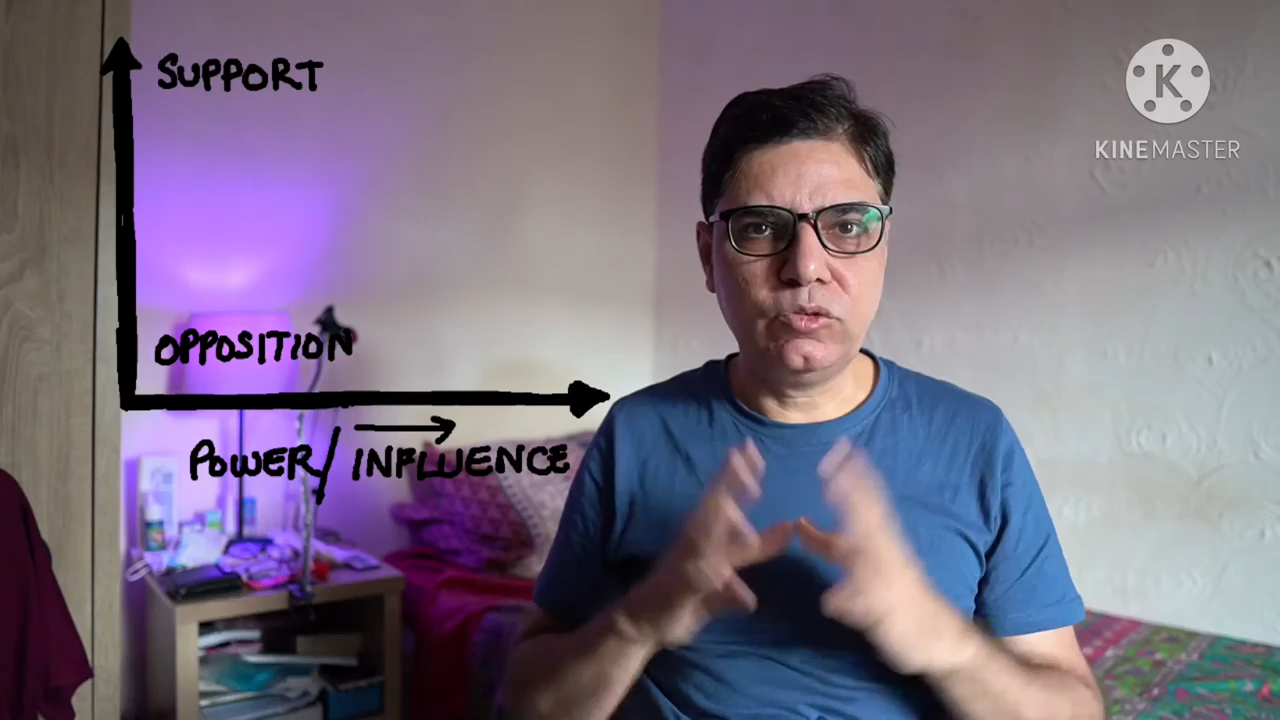 SUPPORT
K
KINEMASTER
OPPOSITION
POWER/INFLUENCE